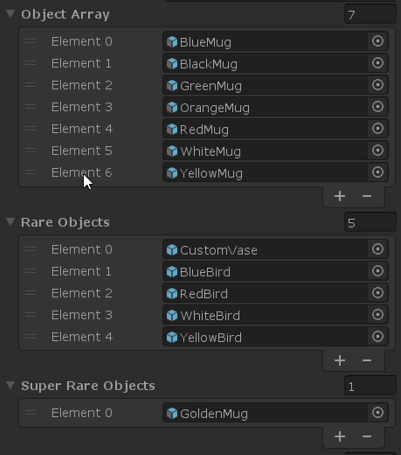 Object Array 7
Element 0 BlueMug
Element 1 BlackMug
Element 2 GreenMug
Element 3 OrangeMug
Element 4 RedMug
Element 5 WhiteMug
Element 6 YellowMug
+ −
Rare Objects 5
Element 0 CustomVase
Element 1 BlueBird
Element 2 RedBird
Element 3 WhiteBird
Element 4 YellowBird
+ −
Super Rare Objects 1
Element 0 GoldenMug
+ −